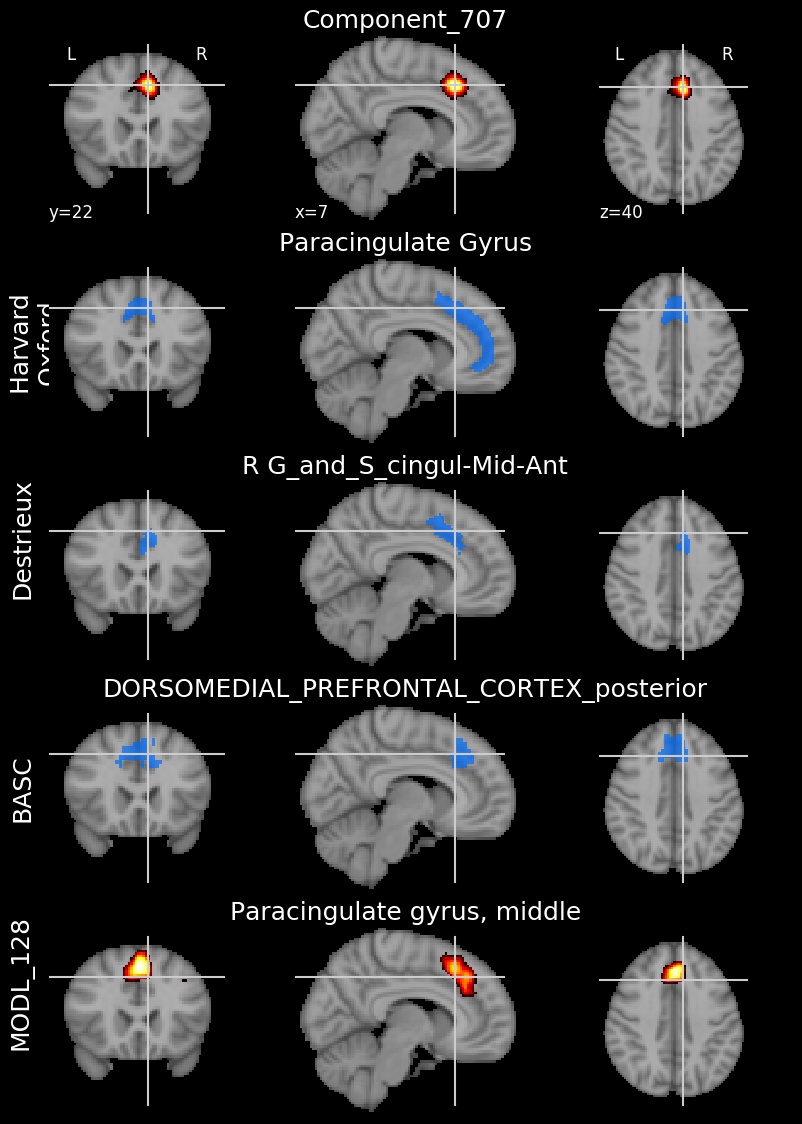 Component_707
L R
L R
y=22
x=7
z=40
Paracingulate Gyrus
Harvard
R G_and_S_cingul-Mid-Ant
Destrieux
DORSOMEDIAL_PREFRONTAL_CORTEX_posterior
BASC
Paracingulate gyrus, middle
MODL_128